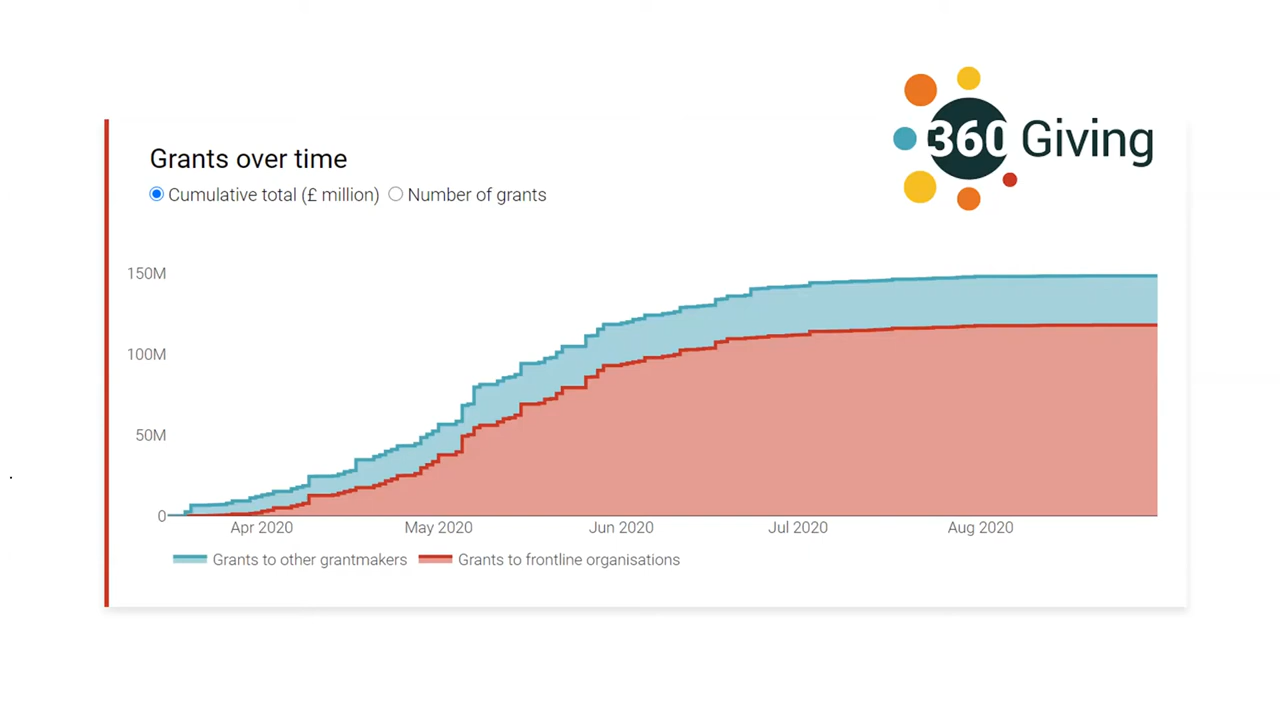 360 Giving
Grants over time
Cumulative total (£ million) Number of grants
150M
100M
50M
0
Apr 2020 May 2020 Jun 2020 Jul 2020 Aug 2020
Grants to other grantmakers Grants to frontline organisations